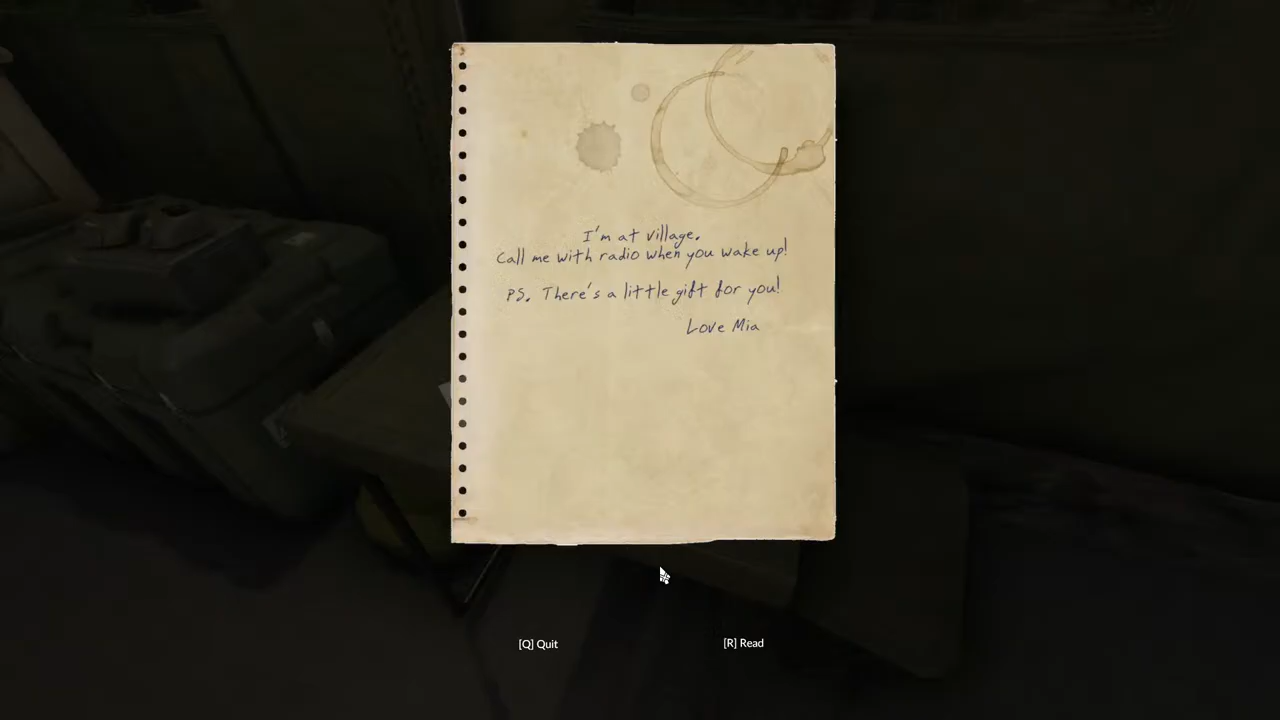 I'm at village.
Call me with radio when you wake up!
PS. There's a little gift for you!
Love Mia
[Q] Quit
[R] Read